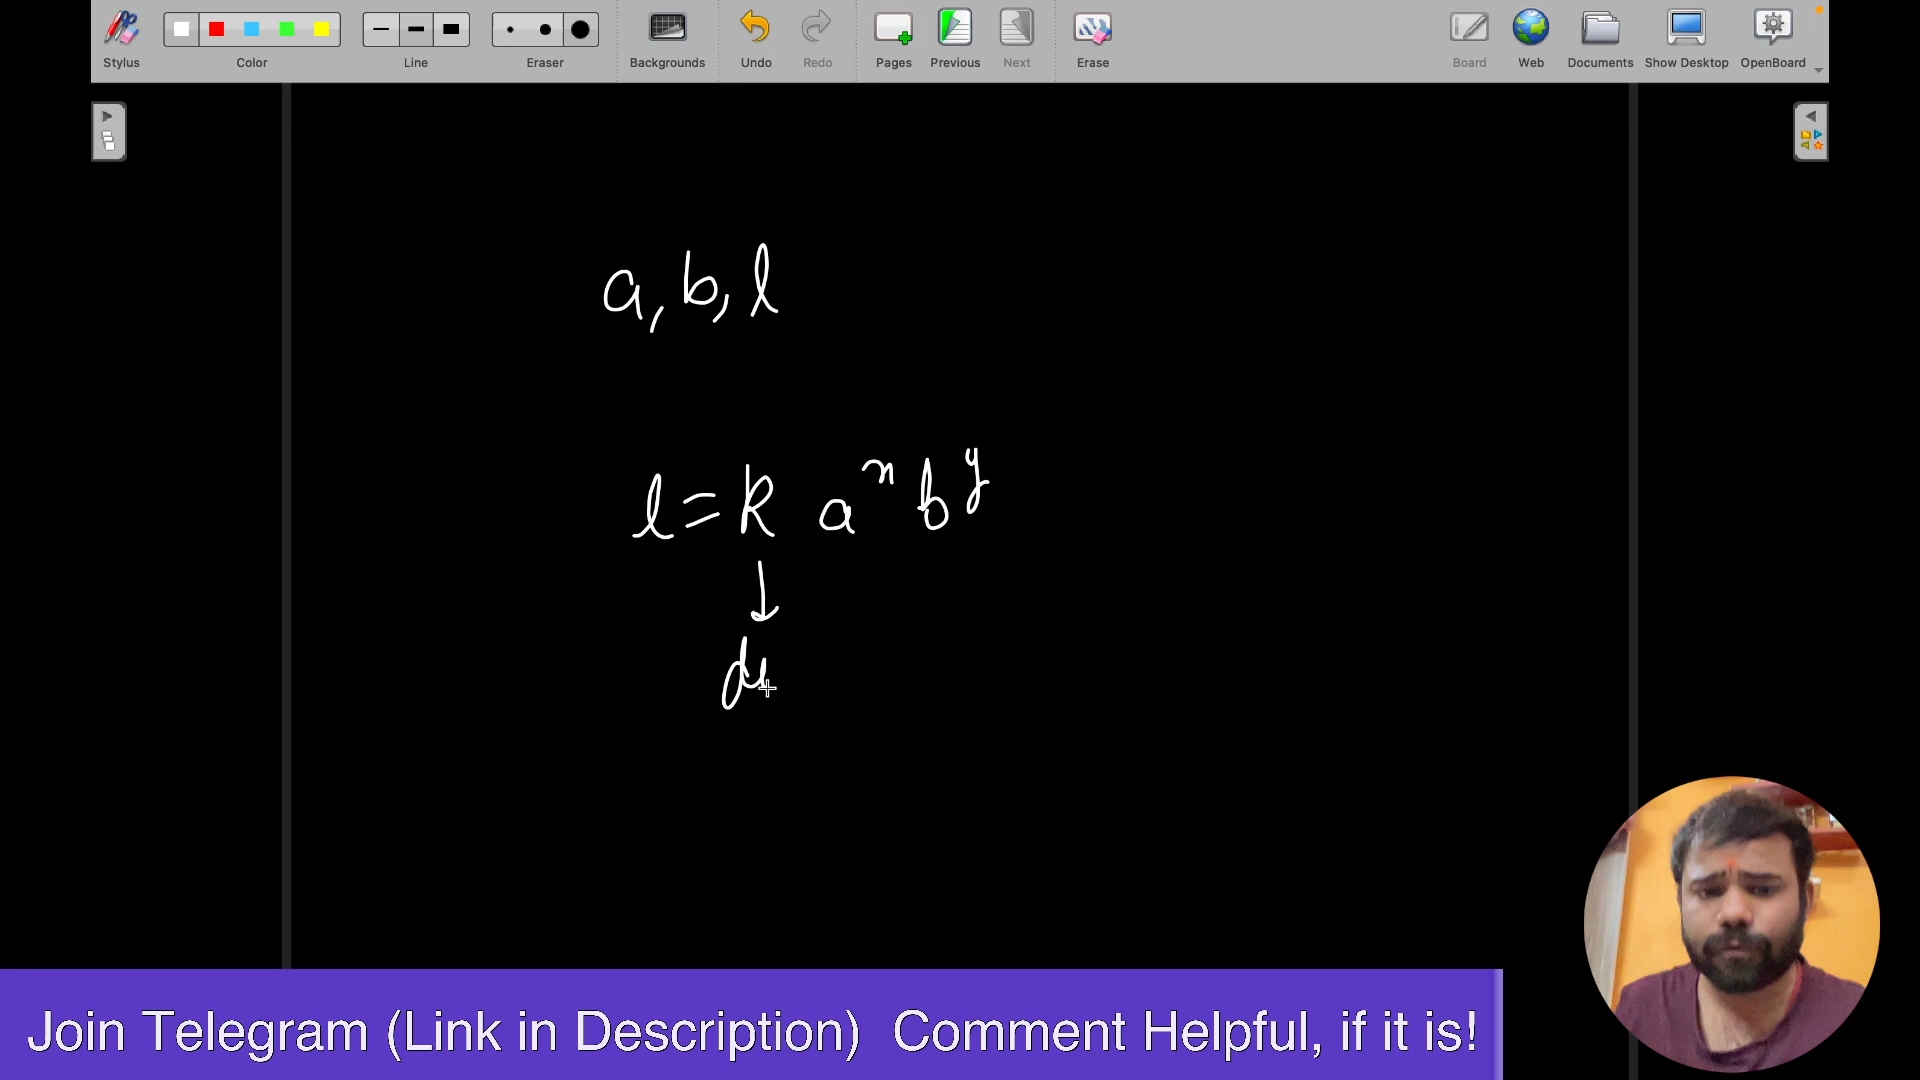 Stylus Color Line Eraser Backgrounds Undo Redo Pages Previous Next Erase Board Web Documents Show Desktop OpenBoard
a, b, l
l = k a^x b^y
Join Telegram (Link in Description) Comment Helpful, if it is!